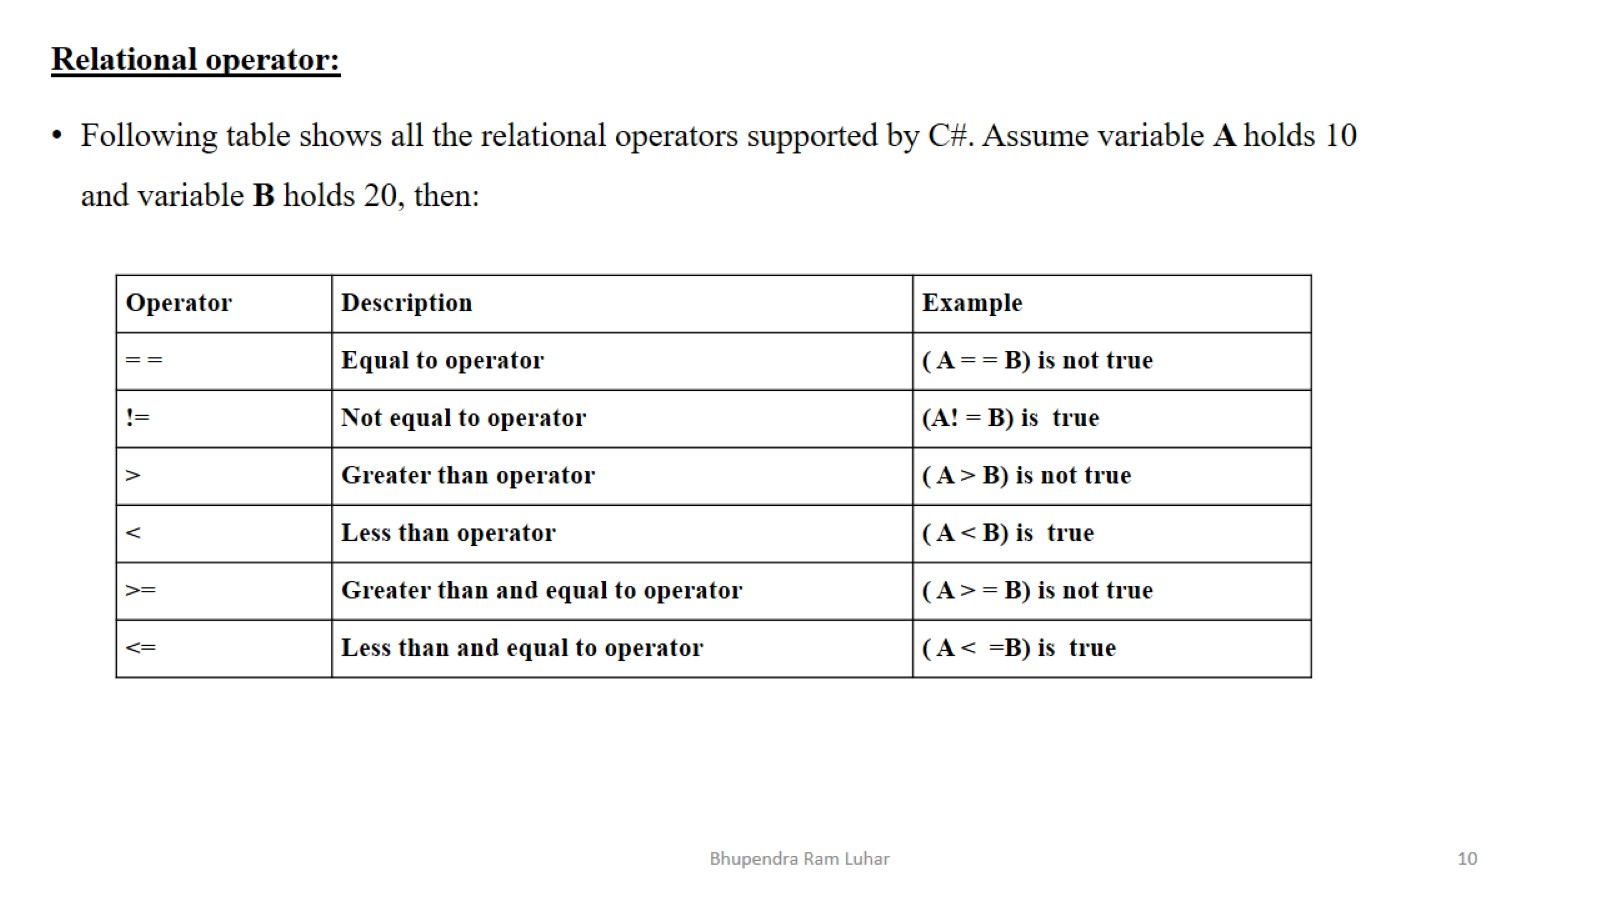 Relational operator:
• Following table shows all the relational operators supported by C#. Assume variable A holds 10
and variable B holds 20, then:
Operator Description Example
= = Equal to operator ( A = = B) is not true
!= Not equal to operator (A! = B) is  true
> Greater than operator ( A > B) is not true
< Less than operator ( A < B) is  true
>= Greater than and equal to operator ( A > = B) is not true
<= Less than and equal to operator ( A <  =B) is  true
Bhupendra Ram Luhar 10